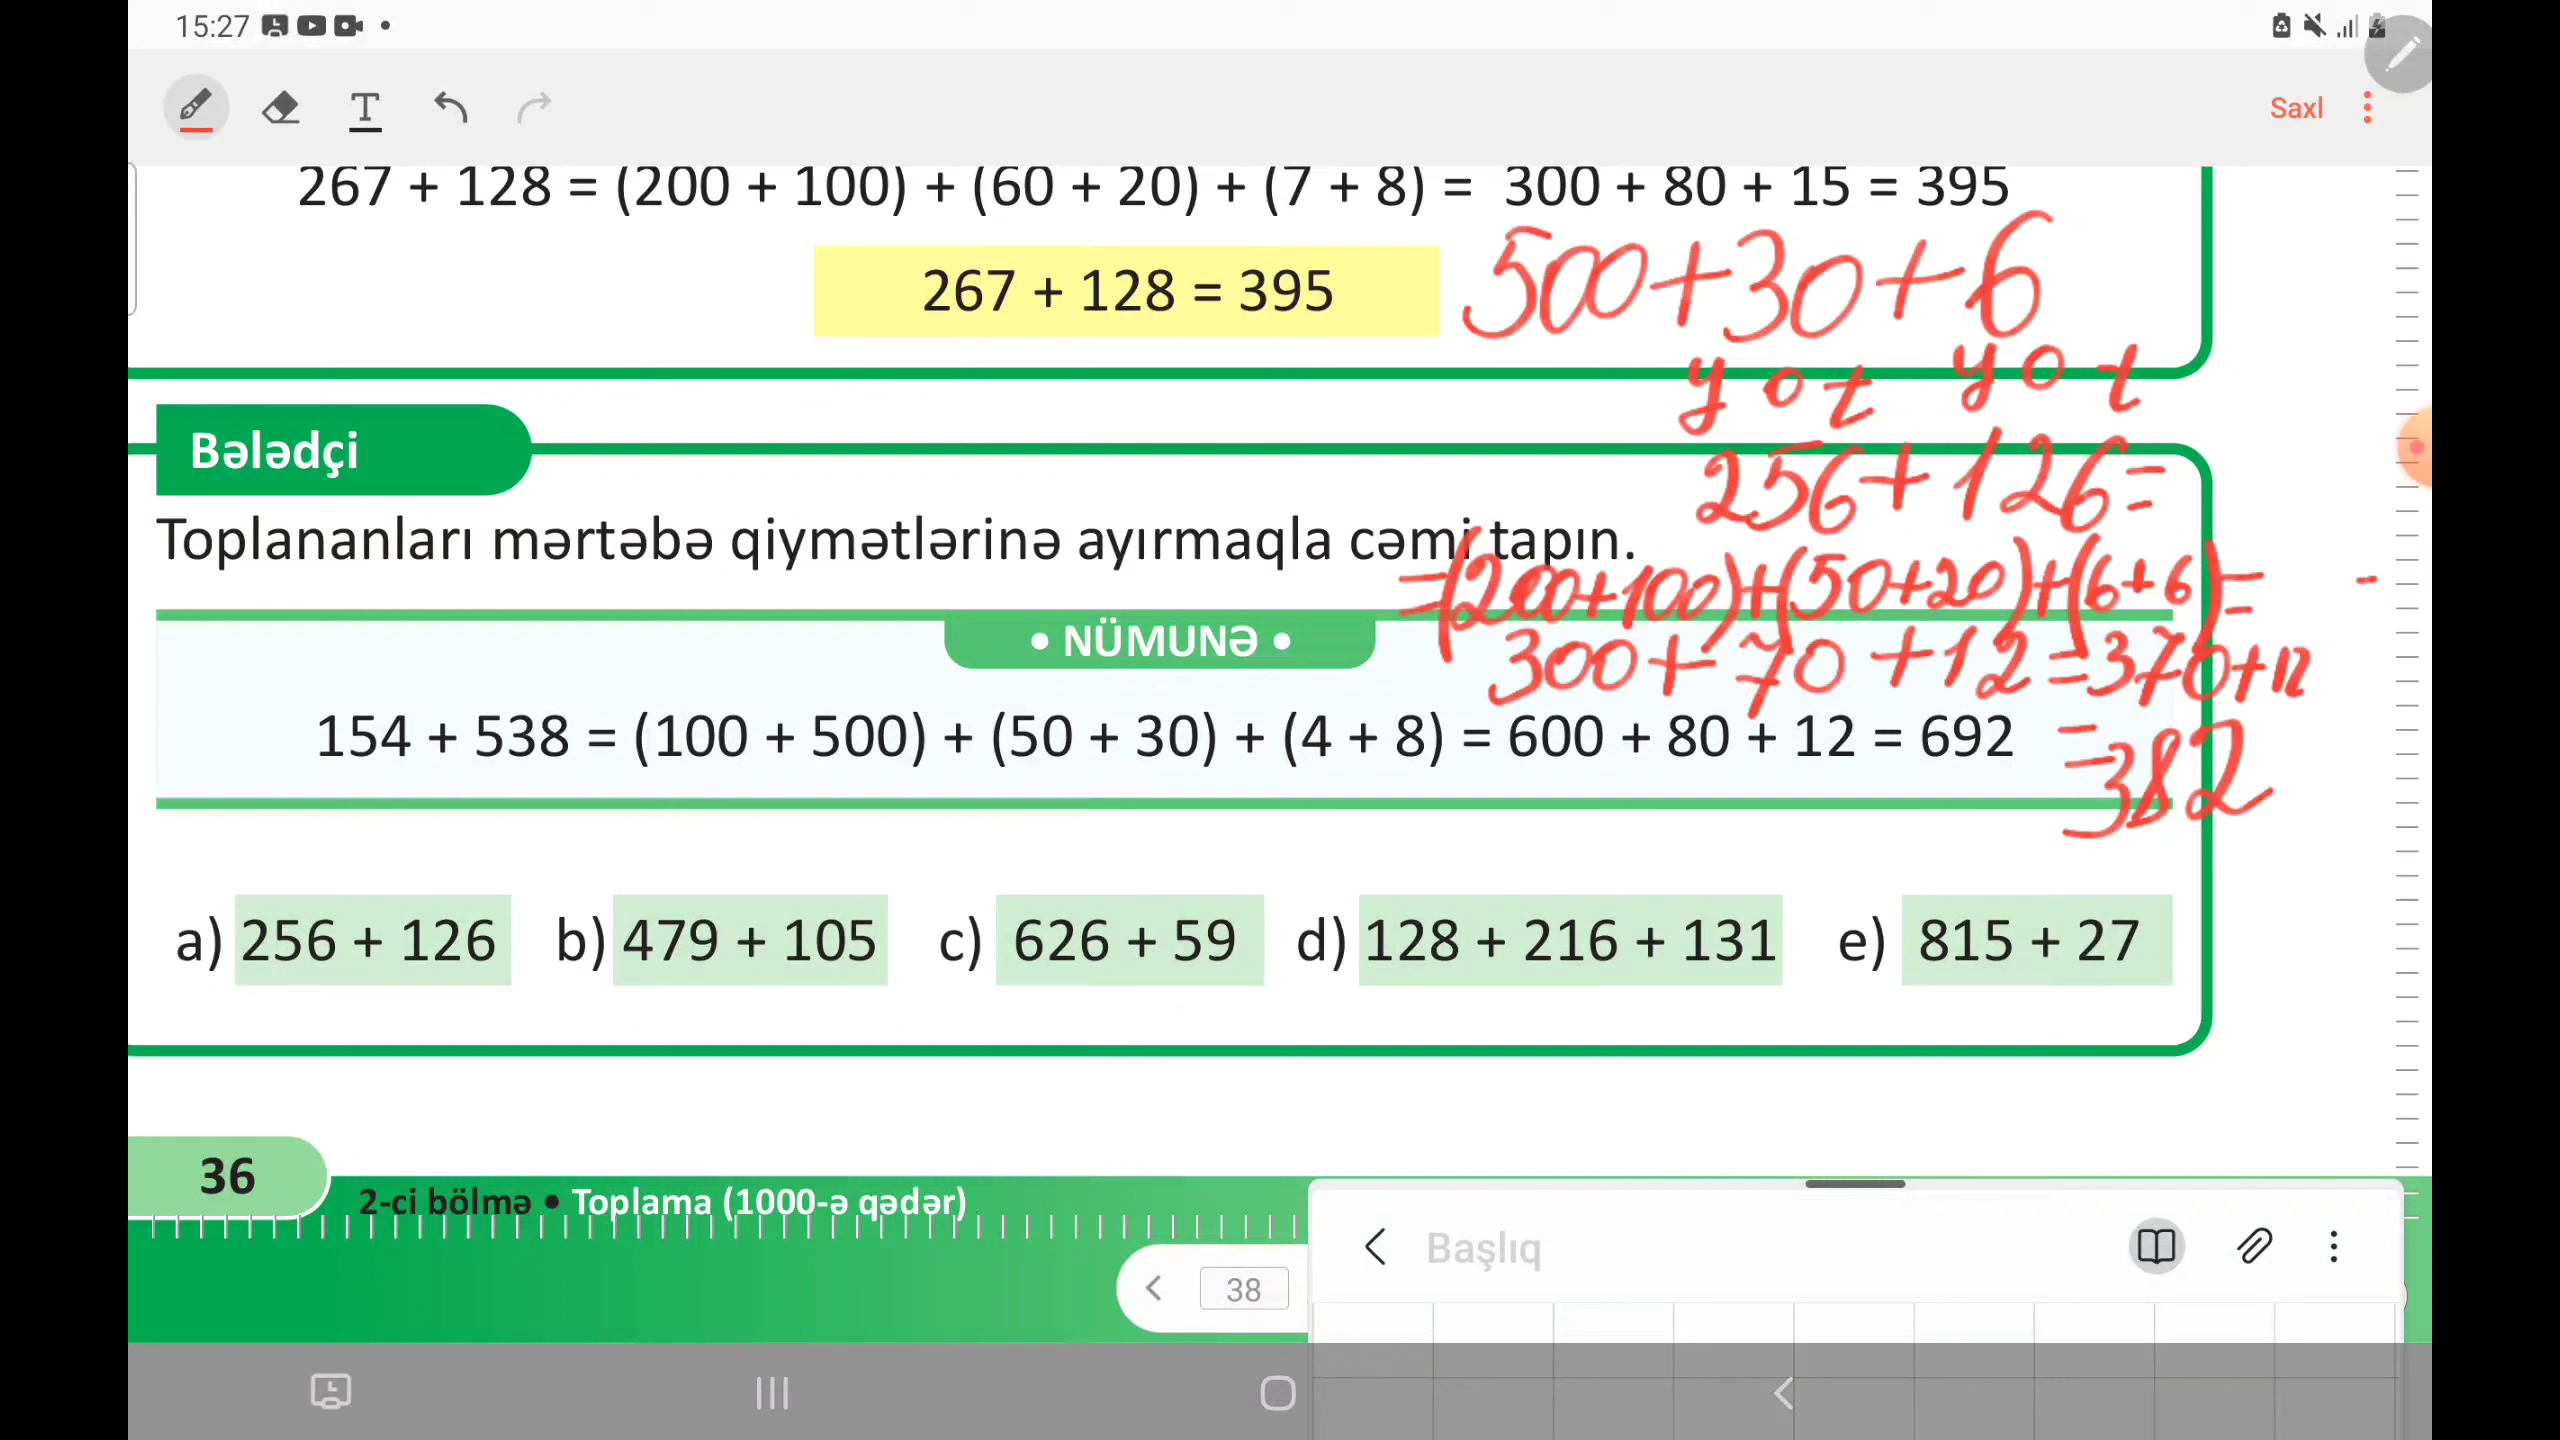 15:27
Saxl
267 + 128 = (200 + 100) + (60 + 20) + (7 + 8) = 300 + 80 + 15 = 395
267 + 128 = 395
500+30+6
y o t y o t
Bələdçi
256+126=
Toplananları mərtəbə qiymətlərinə ayırmaqla cəmi tapın.
=(200+100)+(50+20)+(6+6)= -
• NÜMUNƏ •
300+70+12=370+12
154 + 538 = (100 + 500) + (50 + 30) + (4 + 8) = 600 + 80 + 12 = 692
=382
a) 256 + 126 b) 479 + 105 c) 626 + 59 d) 128 + 216 + 131 e) 815 + 27
36
2-ci bölmə • Toplama (1000-ə qədər)
Başlıq
38